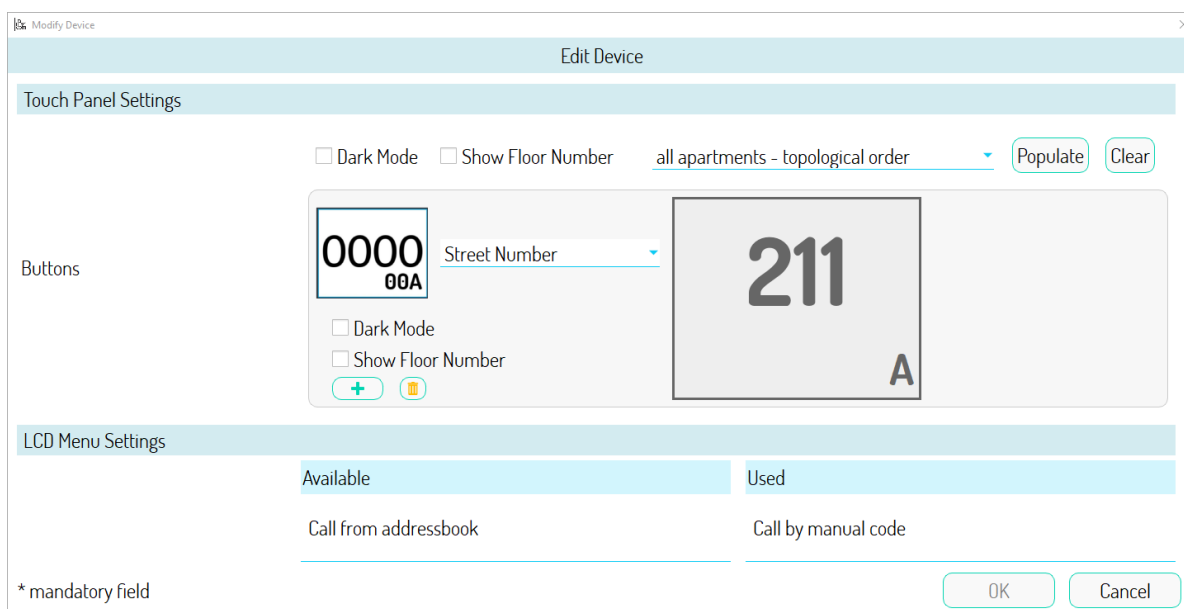 Modify Device
Edit Device
Touch Panel Settings
Dark Mode Show Floor Number all apartments - topological order Populate Clear
Buttons
0000
00A
Street Number
Dark Mode
Show Floor Number
211
A
LCD Menu Settings
Available Used
Call from addressbook Call by manual code
* mandatory field OK Cancel